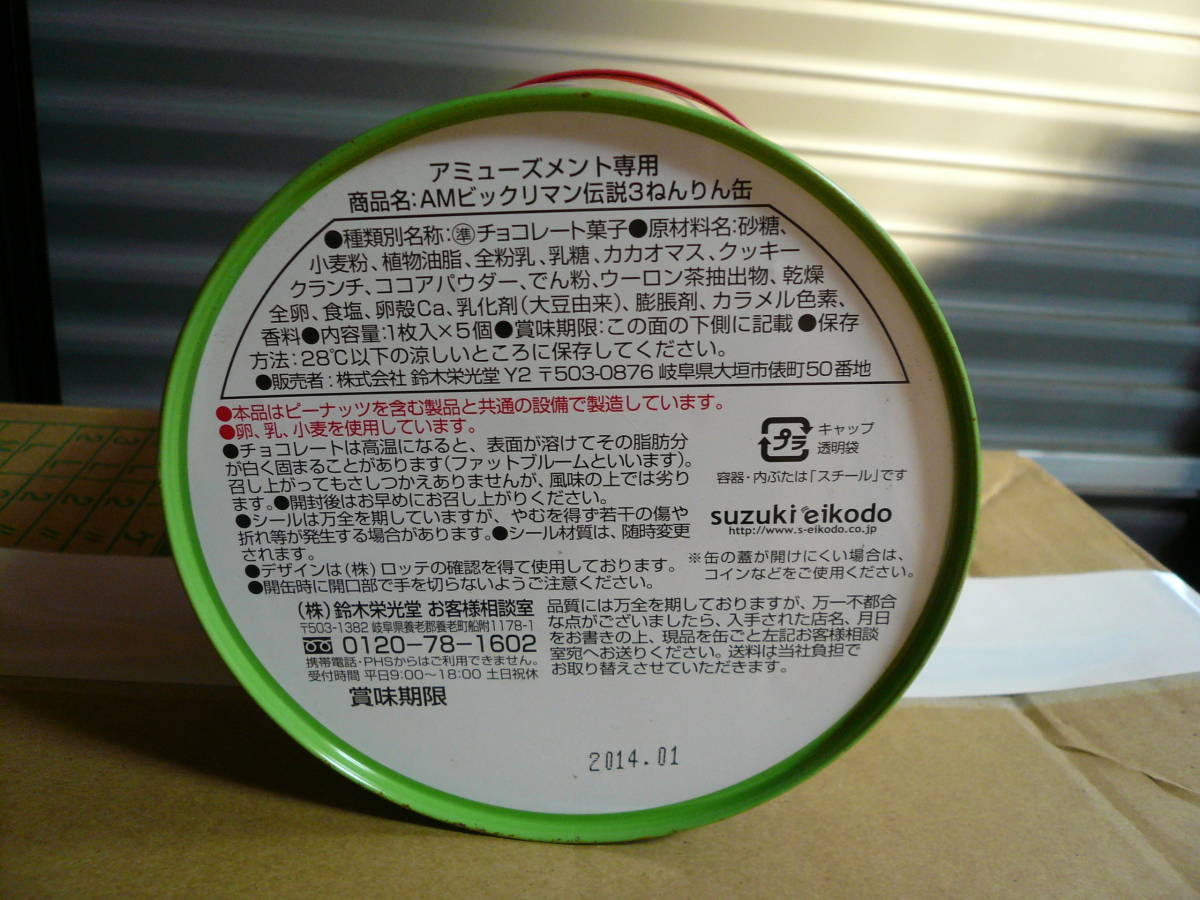 アミューズメント専用
商品名:AMビックリマン伝説3ねんりん缶
●種類別名称:準チョコレート菓子●原材料名:砂糖、
小麦粉、植物油脂、全粉乳、乳糖、カカオマス、クッキー
クランチ、ココアパウダー、でん粉、ウーロン茶抽出物、乾燥
全卵、食塩、卵殻Ca、乳化剤(大豆由来)、膨脹剤、カラメル色素、
香料●内容量:1枚入×5個●賞味期限:この面の下側に記載●保存
方法:28℃以下の涼しいところに保存してください。
●販売者:株式会社 鈴木栄光堂 Y2 〒503-0876 岐阜県大垣市俵町50番地
●本品はピーナッツを含む製品と共通の設備で製造しています。
●卵、乳、小麦を使用しています。
●チョコレートは高温になると、表面が溶けてその脂肪分
が白く固まることがあります(ファットブルームといいます)。
召し上がってもさしつかえありませんが、風味の上では劣り
ます。●開封後はお早めにお召し上がりください。
●シールは万全を期していますが、やむを得ず若干の傷や
折れ等が発生する場合があります。●シール材質は、随時変更
されます。
●デザインは(株)ロッテの確認を得て使用しております。
●開缶時に開口部で手を切らないようご注意ください。
プラ
キャップ
透明袋
容器・内ぶたは「スチール」です
suzuki eikodo
http://www.s-eikodo.co.jp
※缶の蓋が開けにくい場合は、
コインなどをご使用ください。
(株)鈴木栄光堂 お客様相談室
〒503-1382 岐阜県養老郡養老町船附1178-1
0120-78-1602
携帯電話・PHSからはご利用できません。
受付時間 平日9:00〜18:00 土日祝休
品質には万全を期しておりますが、万一不都合
な点がございましたら、入手された店名、月日
をお書きの上、現品を缶ごと左記お客様相談
室宛へお送りください。送料は当社負担で
お取り替えさせていただきます。
賞味期限
2014.01